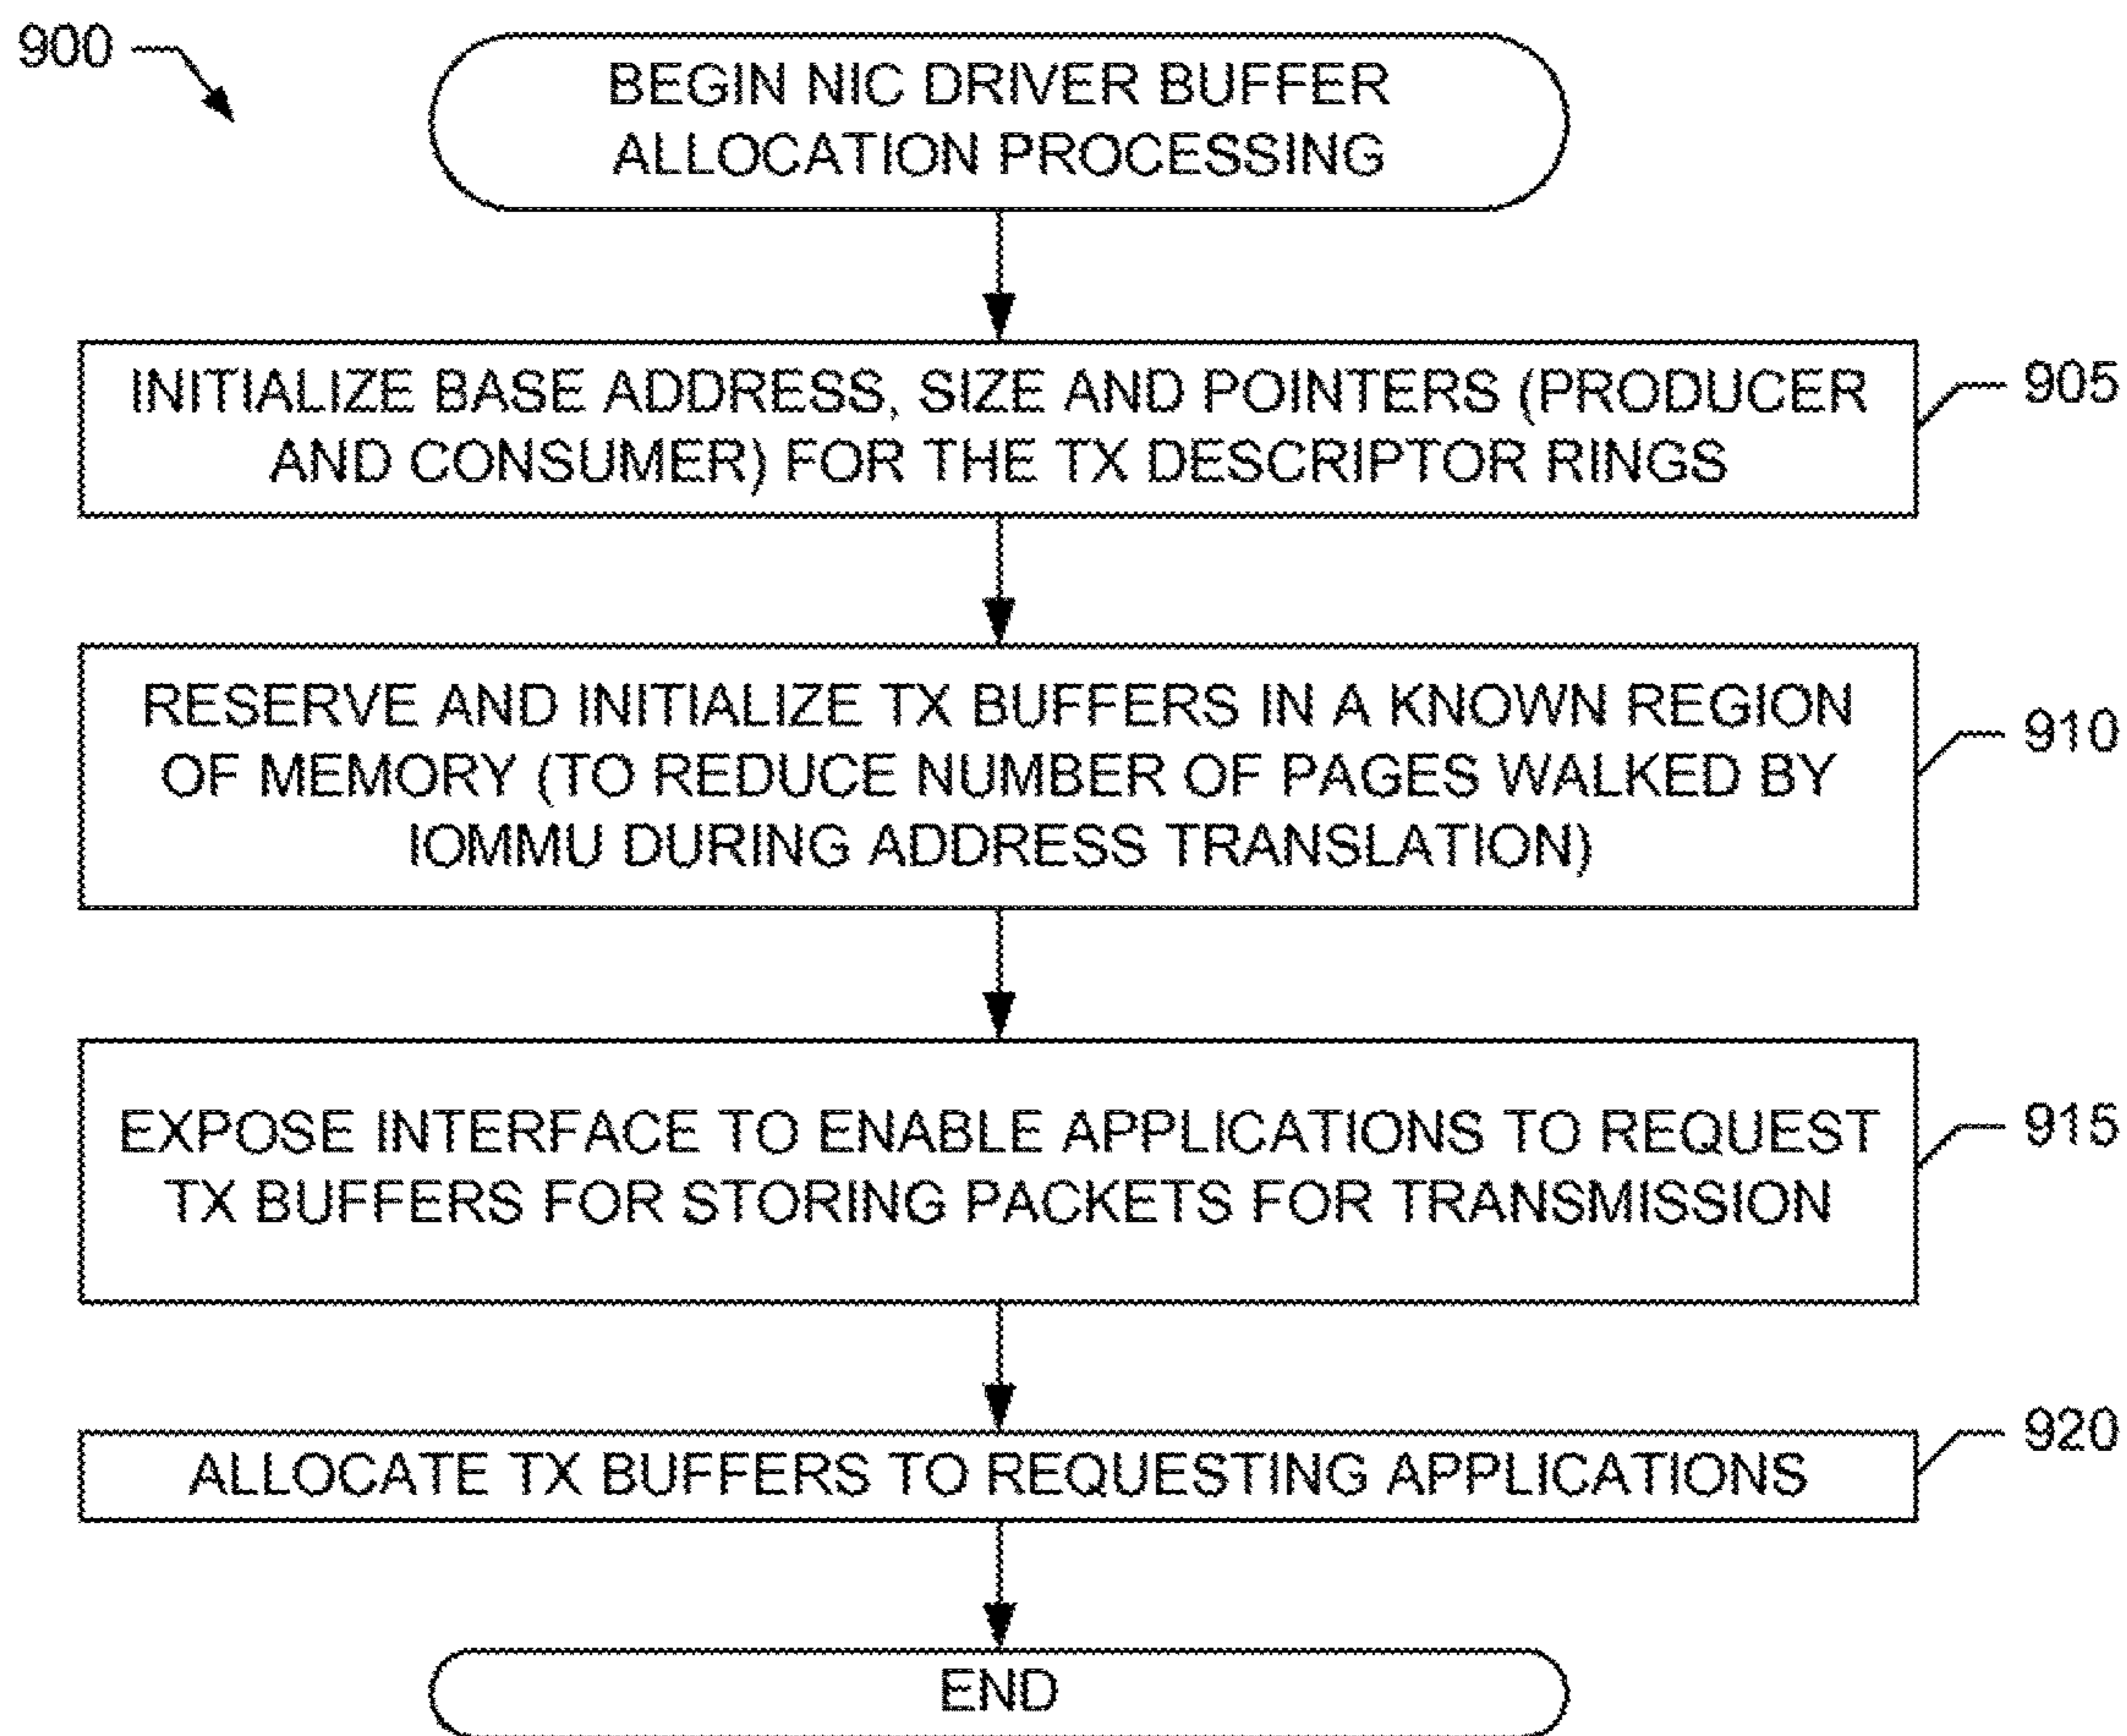 900
BEGIN NIC DRIVER BUFFER
ALLOCATION PROCESSING
INITIALIZE BASE ADDRESS, SIZE AND POINTERS (PRODUCER
AND CONSUMER) FOR THE TX DESCRIPTOR RINGS
905
RESERVE AND INITIALIZE TX BUFFERS IN A KNOWN REGION
OF MEMORY (TO REDUCE NUMBER OF PAGES WALKED BY
IOMMU DURING ADDRESS TRANSLATION)
910
EXPOSE INTERFACE TO ENABLE APPLICATIONS TO REQUEST
TX BUFFERS FOR STORING PACKETS FOR TRANSMISSION
915
ALLOCATE TX BUFFERS TO REQUESTING APPLICATIONS
920
END